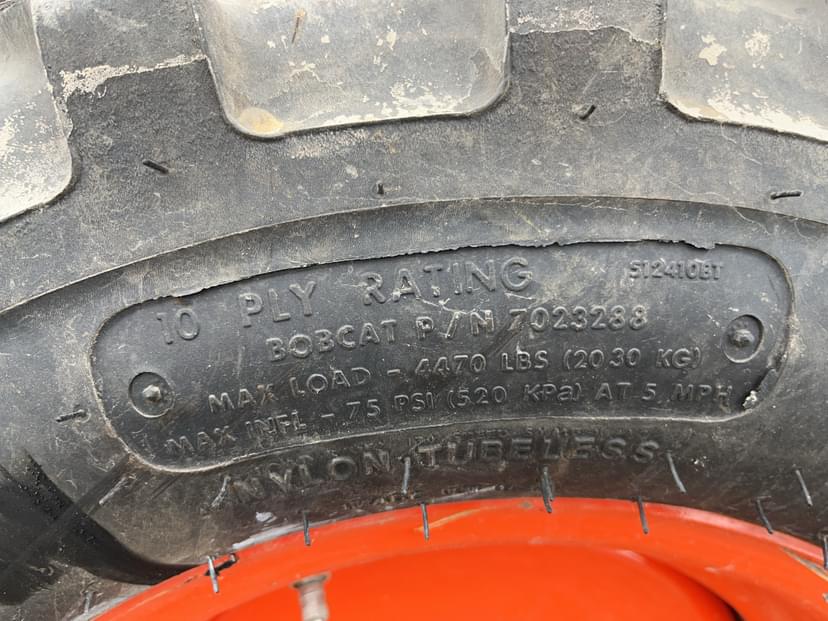 10 PLY RATING S12410BT
BOBCAT P/N 7023288
MAX LOAD - 4470 LBS (2030 KG)
MAX INFL - 75 PSI (520 KPa) AT 5 MPH
NYLON TUBELESS